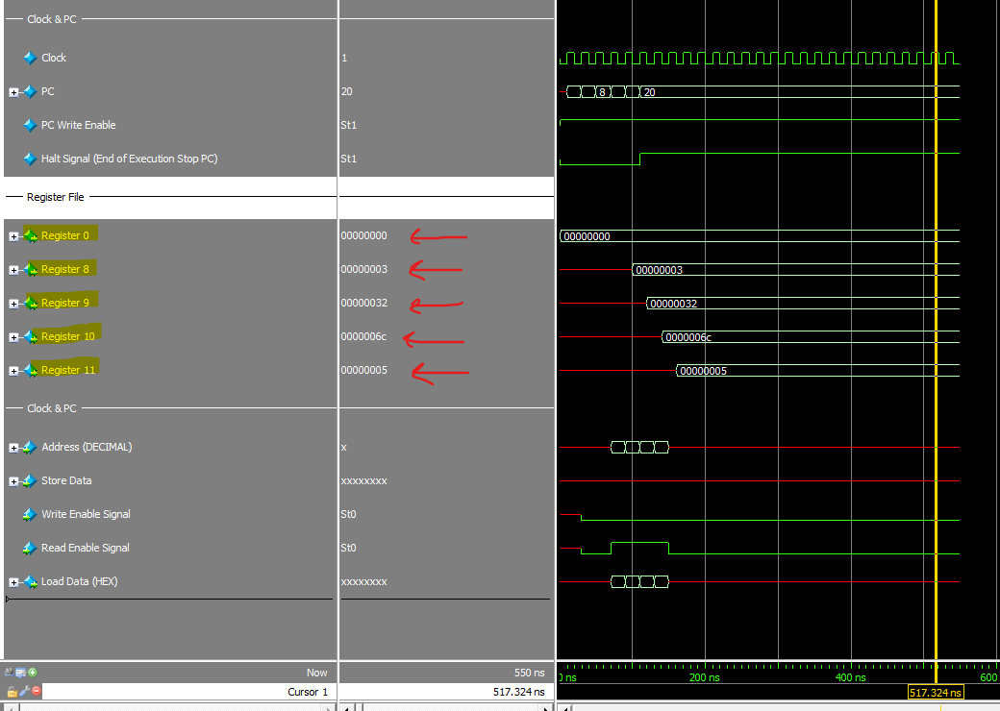 Clock & PC
Clock 1
PC 20 8 20
PC Write Enable St1
Halt Signal (End of Execution Stop PC) St1
Register File
Register 0 00000000 00000000
Register 8 00000003 00000003
Register 9 00000032 00000032
Register 10 0000006c 0000006c
Register 11 00000005 00000005
Clock & PC
Address (DECIMAL) x
Store Data xxxxxxxx
Write Enable Signal St0
Read Enable Signal St0
Load Data (HEX) xxxxxxxx
Now 550 ns 0 ns 200 ns 400 ns 600
Cursor 1 517.324 ns 517.324 ns